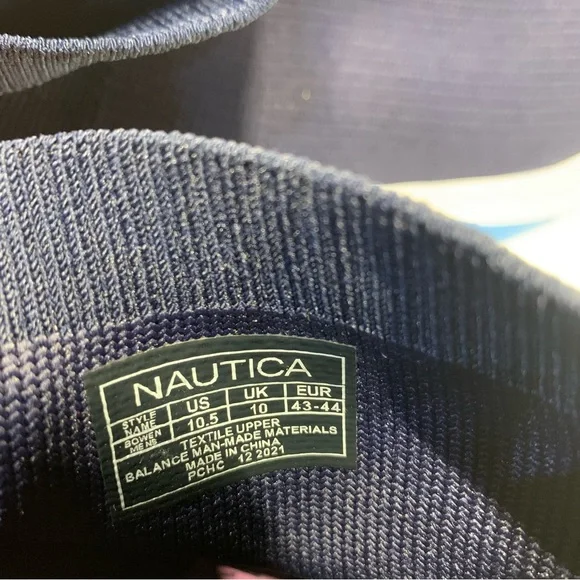 NAUTICA
STYLE NAME US UK EUR
BOWEN MENS 10.5 10 43-44
TEXTILE UPPER
BALANCE MAN-MADE MATERIALS
MADE IN CHINA
PCHC 12 2021